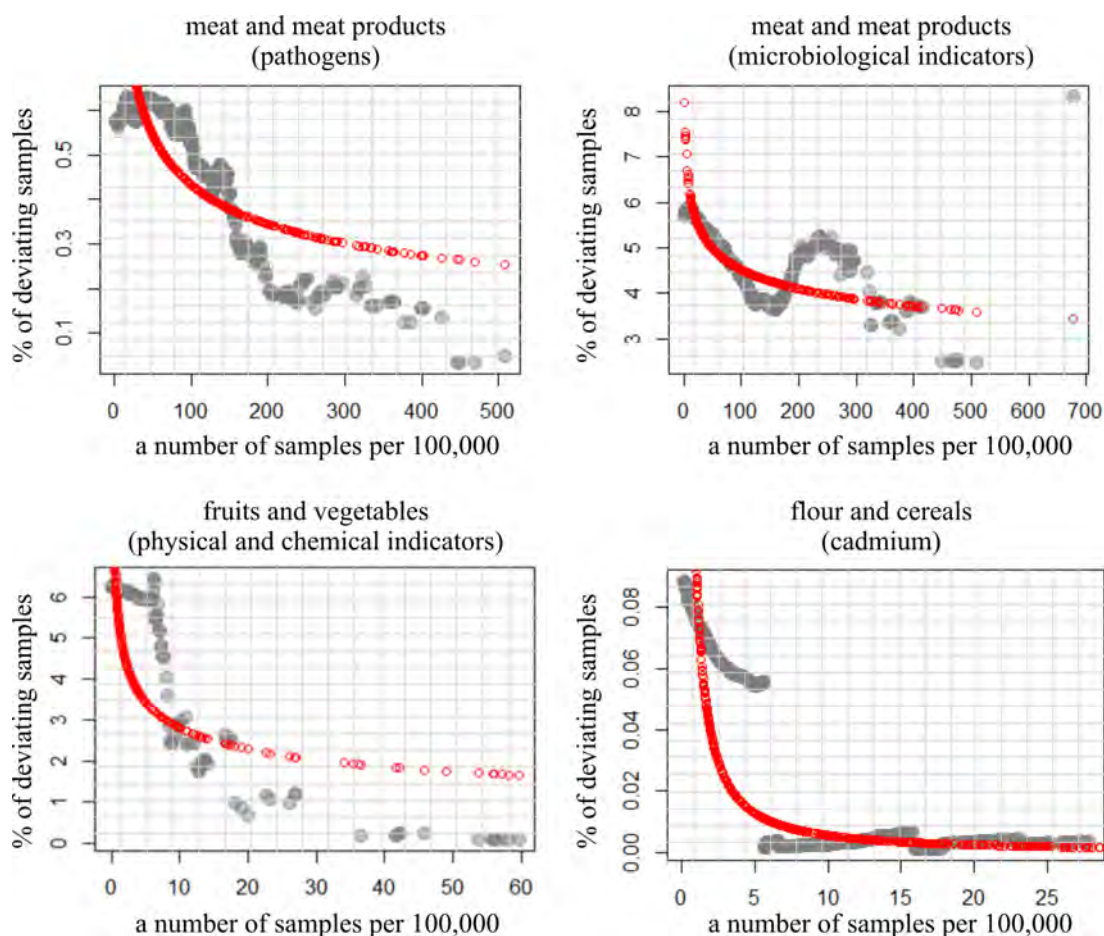 meat and meat products
(pathogens)
% of deviating samples
0.5
0.3
0.1
0 100 200 300 400 500
a number of samples per 100,000
meat and meat products
(microbiological indicators)
% of deviating samples
8
7
6
5
4
3
0 100 200 300 400 500 600 700
a number of samples per 100,000
fruits and vegetables
(physical and chemical indicators)
% of deviating samples
6
5
4
3
2
1
0
0 10 20 30 40 50 60
a number of samples per 100,000
flour and cereals
(cadmium)
% of deviating samples
0.08
0.06
0.04
0.02
0.00
0 5 10 15 20 25
a number of samples per 100,000